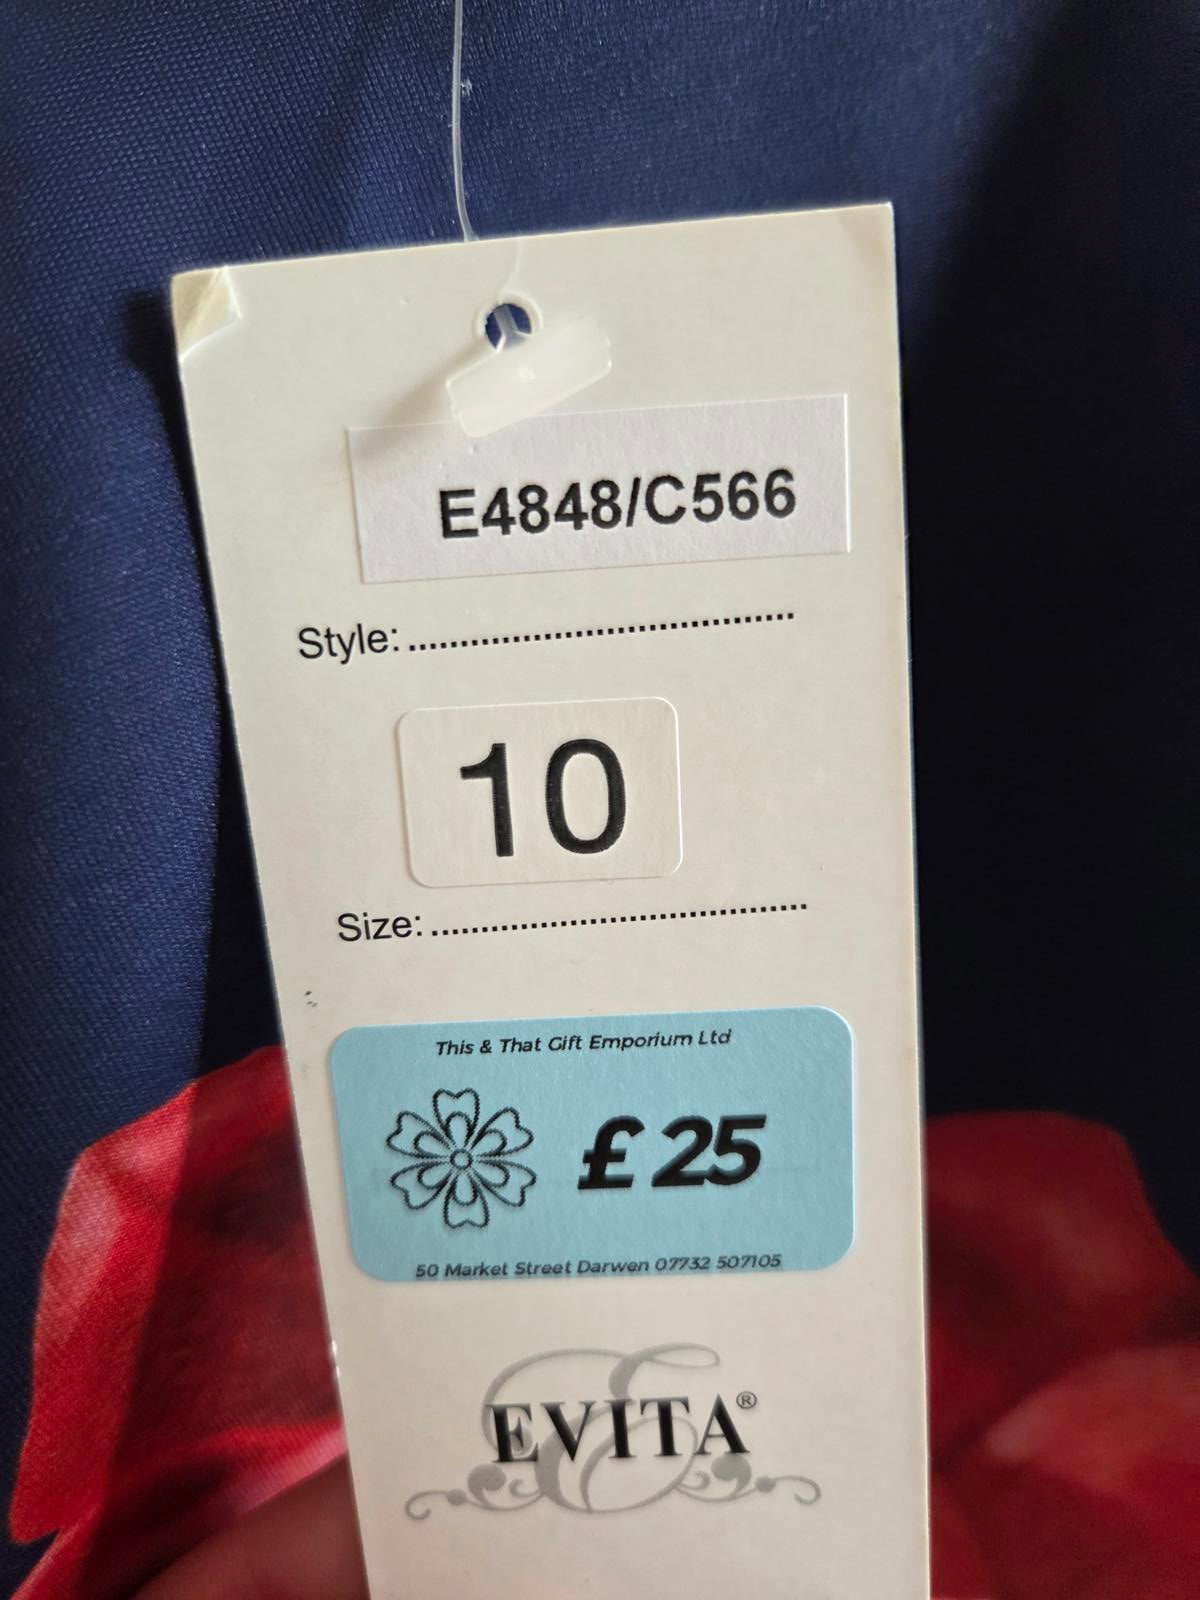 E4848/C566
Style:......................................
10
Size:......................................
This & That Gift Emporium Ltd
£25
50 Market Street Darwen 07732 507105
EVITA®